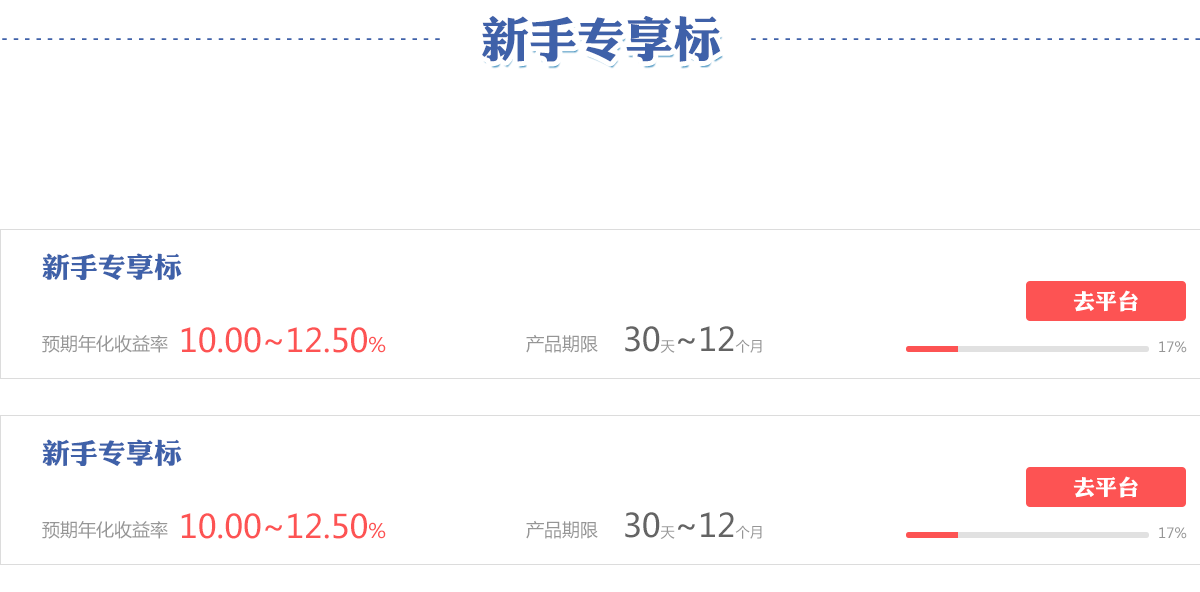 新手专享标
新手专享标
去平台
预期年化收益率 10.00~12.50% 产品期限 30天~12个月 17%
新手专享标
去平台
预期年化收益率 10.00~12.50% 产品期限 30天~12个月 17%